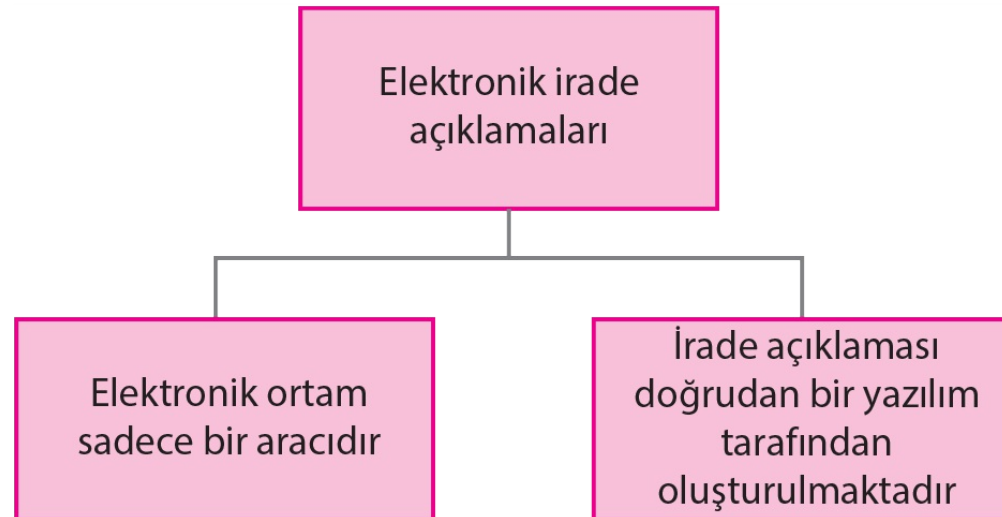 Elektronik irade
açıklamaları
Elektronik ortam
sadece bir aracıdır
İrade açıklaması
doğrudan bir yazılım
tarafından
oluşturulmaktadır